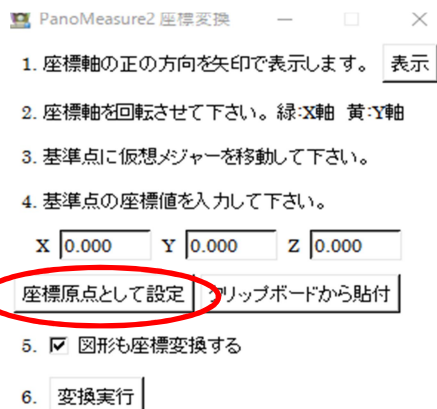 PanoMeasure2 座標変換
1. 座標軸の正の方向を矢印で表示します。 表示
2. 座標軸を回転させて下さい。緑:X軸 黄:Y軸
3. 基準点に仮想メジャーを移動して下さい。
4. 基準点の座標値を入力して下さい。
X 0.000 Y 0.000 Z 0.000
座標原点として設定 クリップボードから貼付
5. 図形も座標変換する
6. 変換実行